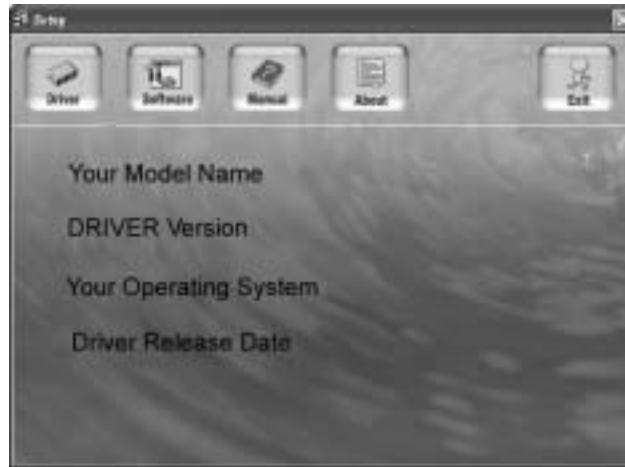 Setup
Driver Software Manual About Exit
Your Model Name
DRIVER Version
Your Operating System
Driver Release Date